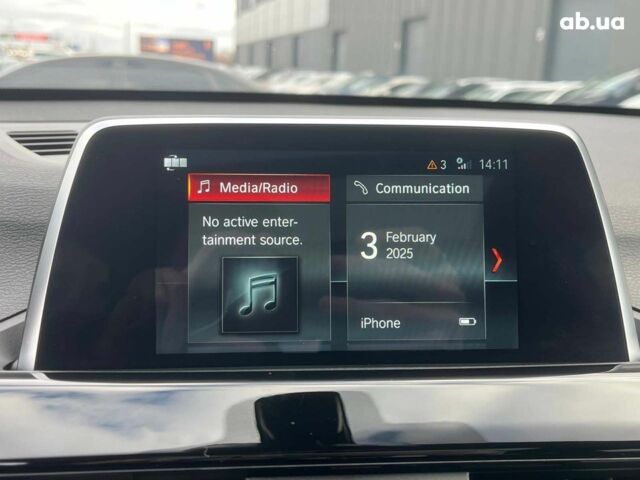 ab.ua
3 14:11
Media/Radio
No active enter-
tainment source.
Communication
3 February
2025
iPhone